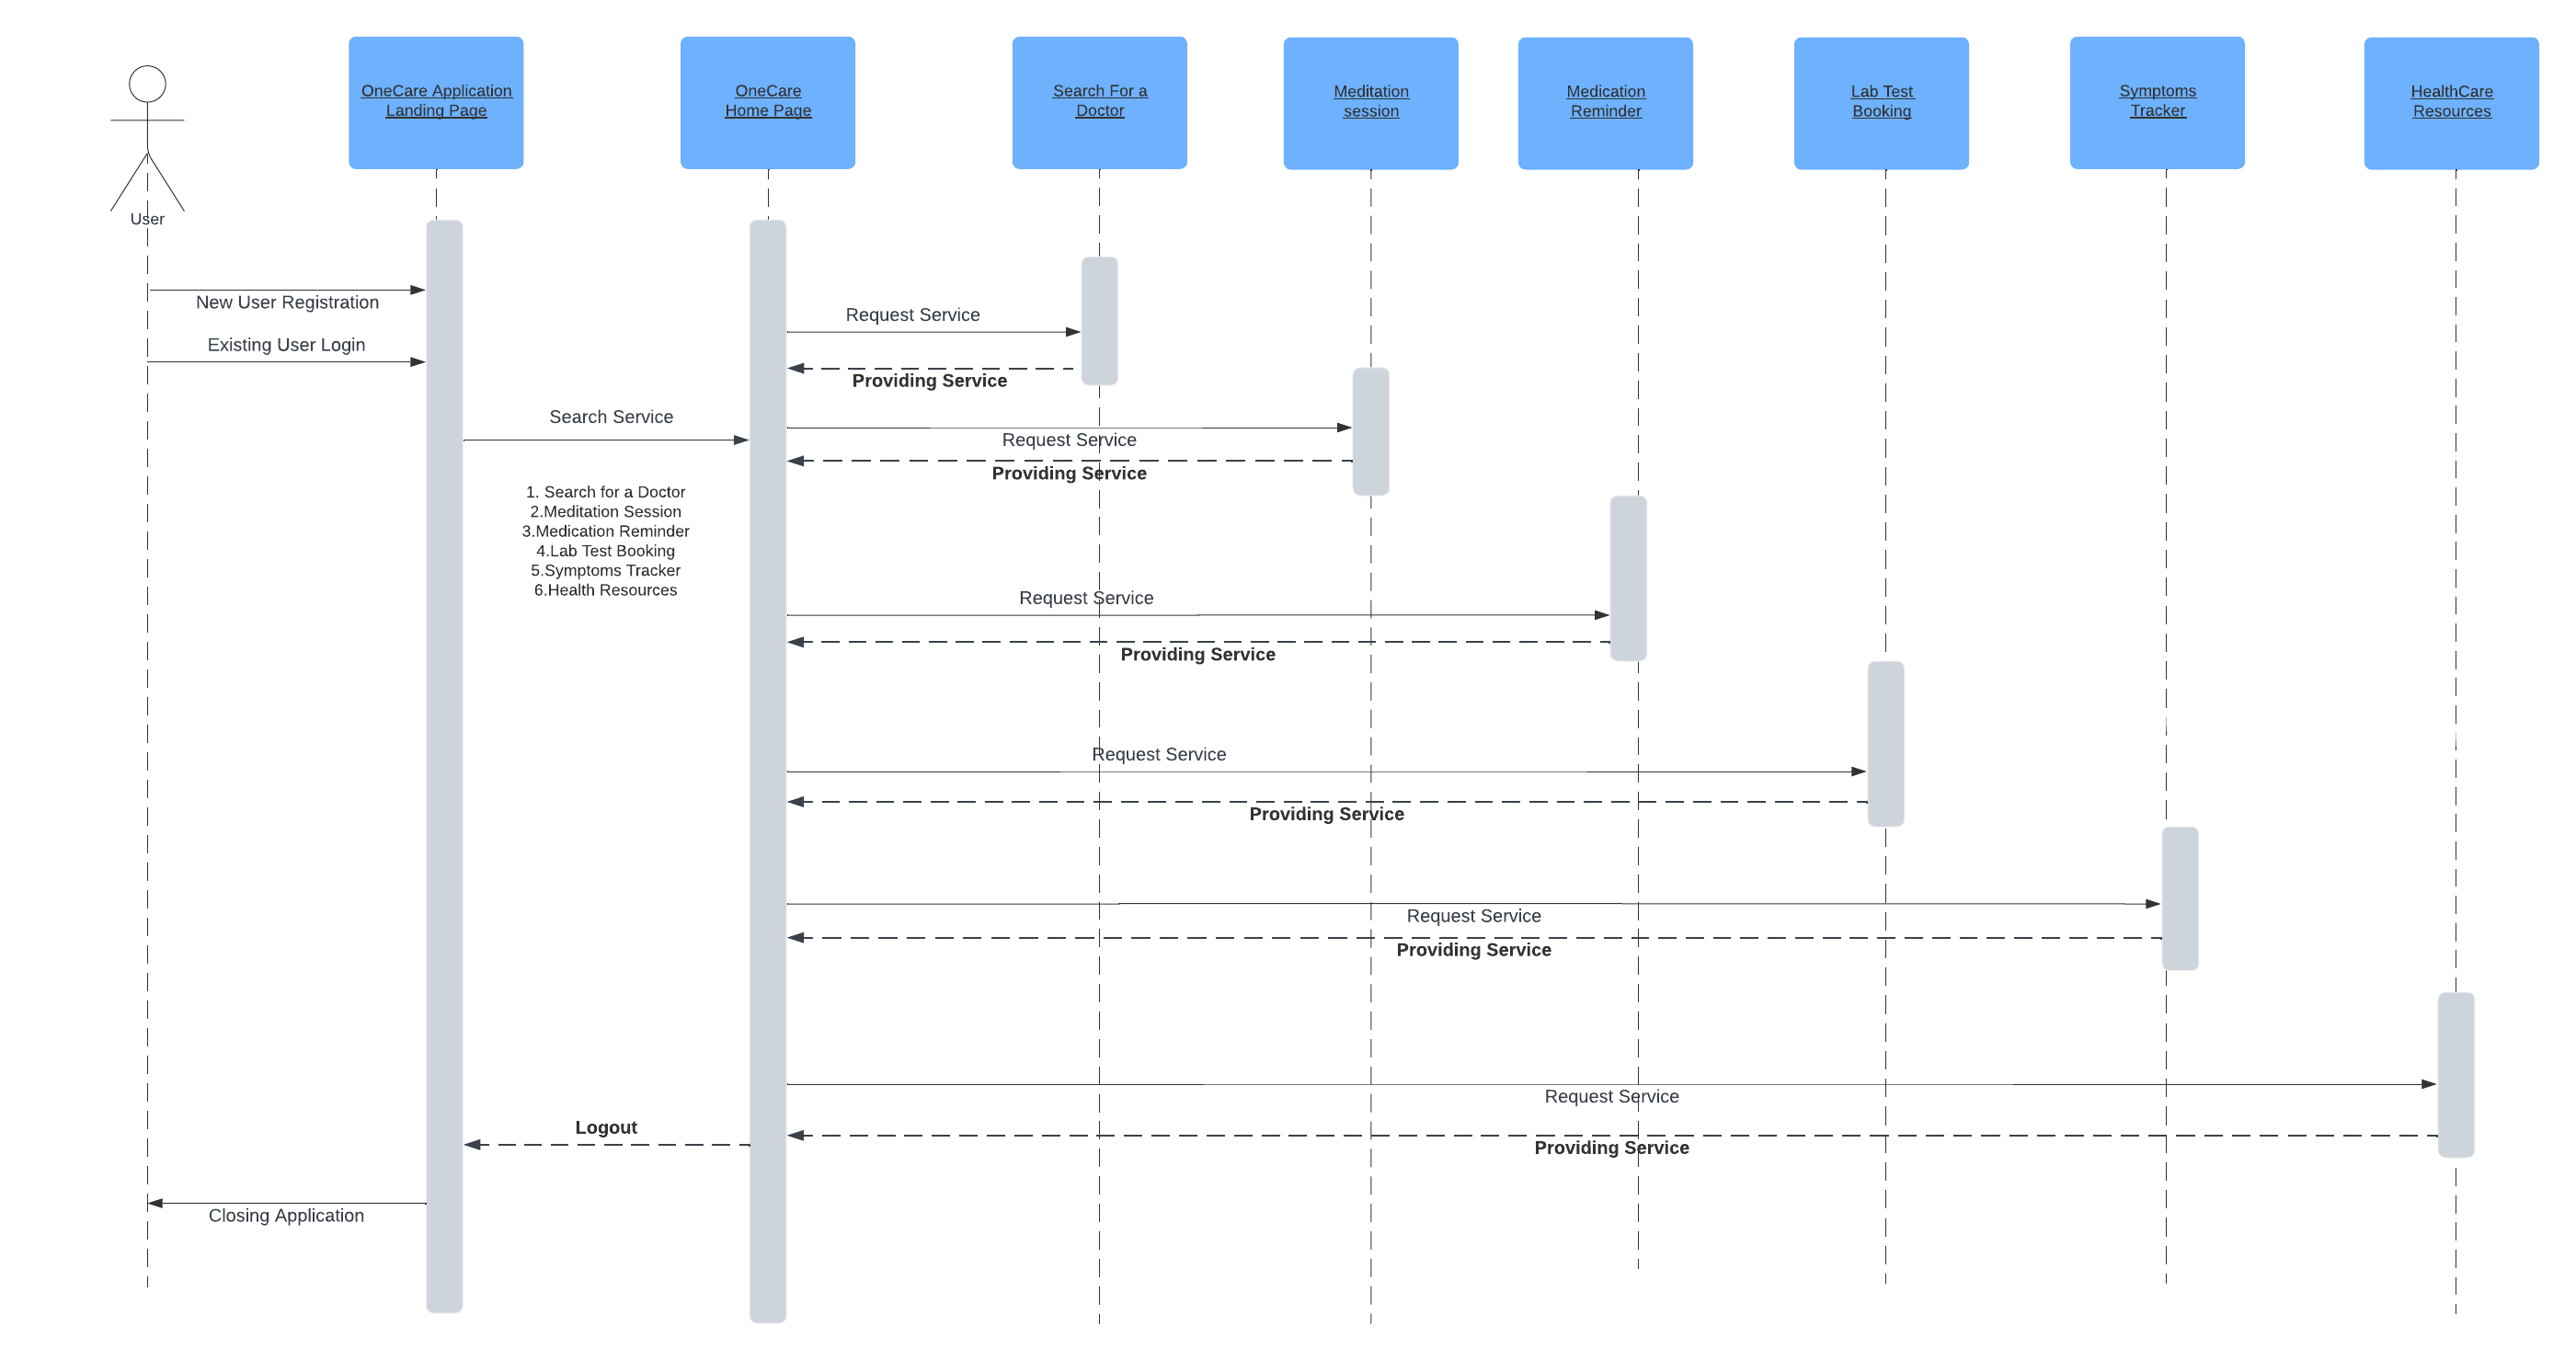 OneCare Application
Landing Page
OneCare
Home Page
Search For a
Doctor
Meditation
session
Medication
Reminder
Lab Test
Booking
Symptoms
Tracker
HealthCare
Resources
User
New User Registration
Request Service
Existing User Login
Providing Service
Search Service
Request Service
Providing Service
1. Search for a Doctor
2.Meditation Session
3.Medication Reminder
4.Lab Test Booking
5.Symptoms Tracker
6.Health Resources
Request Service
Providing Service
Request Service
Providing Service
Request Service
Providing Service
Request Service
Logout
Providing Service
Closing Application